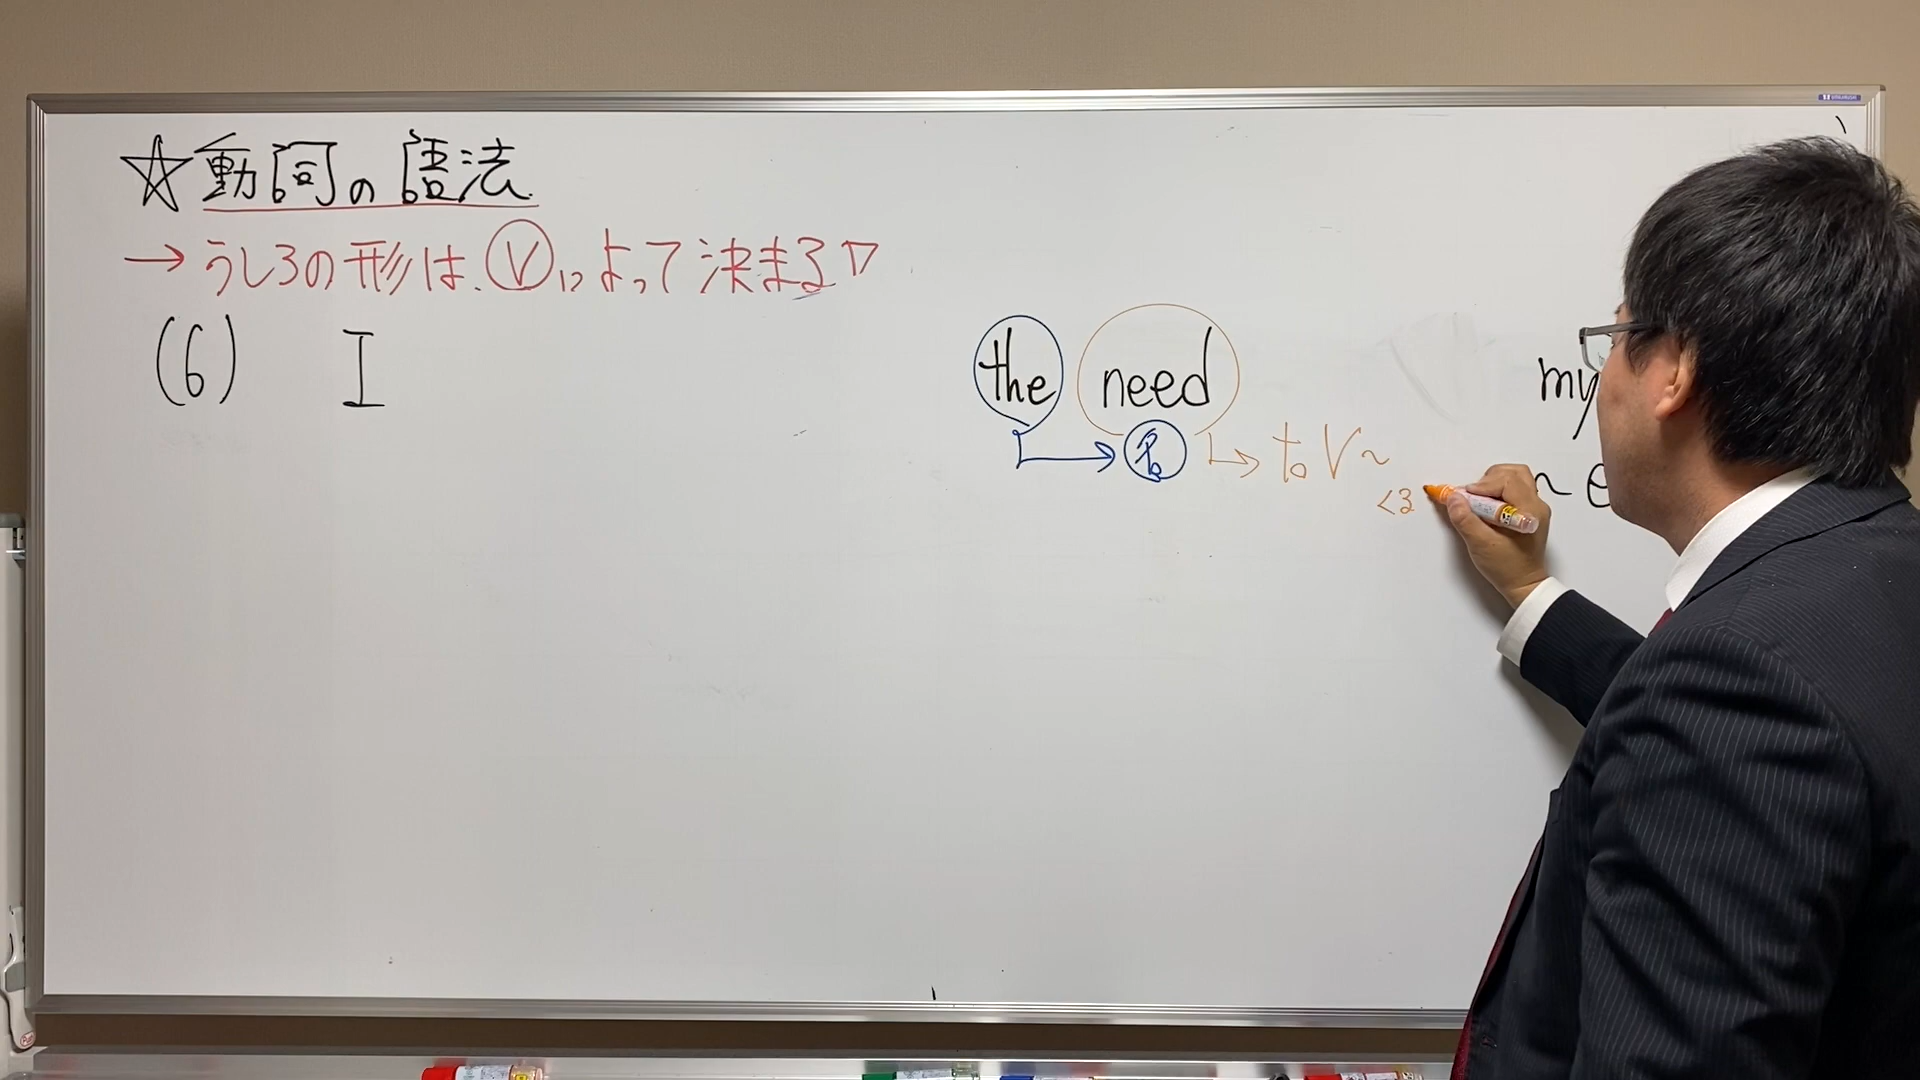 ☆動詞の語法
→うしろの形は、Ⓥによって決まる▽
(6) I the need my
名 → to V~
<3
~ e